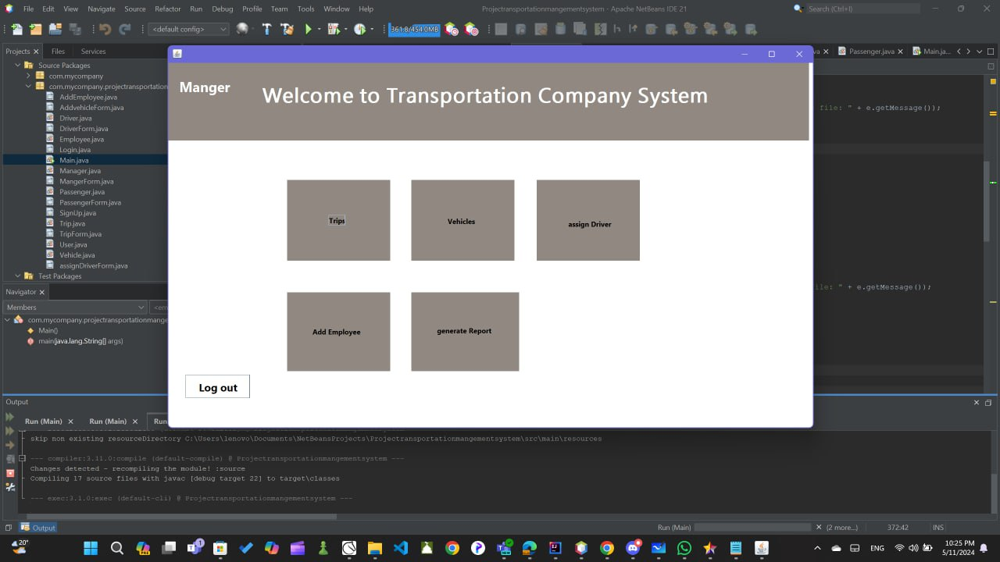 File Edit View Navigate Source Refactor Run Debug Profile Team Tools Window Help
Projectransportationmangementsystem - Apache NetBeans IDE 21
Search (Ctrl+I)
<default config>
361.8/454.0MB
Projects Files Services
Passenger.java
Main.ja...
Source Packages
com.mycompany
com.mycompany.projectransportation
AddEmployee.java
AddvehicleForm.java
Driver.java
DriverForm.java
Employee.java
Login.java
Main.java
Manager.java
MangerForm.java
Passenger.java
PassengerForm.java
SignUp.java
Trip.java
TripForm.java
User.java
Vehicle.java
assignDriverForm.java
Test Packages
Manger
Welcome to Transportation Company System
Trips
Vehicles
assign Driver
Add Employee
generate Report
Log out
file: " + e.getMessage());
ile: " + e.getMessage());
Navigator
Members
com.mycompany.projectransportationmange
Main()
main(java.lang.String[] args)
Output
Run (Main) Run (Main) Run
skip non existing resourceDirectory C:\Users\lenovo\Documents\NetBeansProjects\Projectransportationmangementsystem\src\main\resources
--- compiler:3.11.0:compile (default-compile) @ Projectransportationmangementsystem ---
Changes detected - recompiling the module! :source
Compiling 17 source files with javac [debug target 22] to target\classes
--- exec:3.1.0:exec (default-cli) @ Projectransportationmangementsystem ---
Output
Run (Main)
(2 more...)
372:42
INS
20°
ENG
10:25 PM
5/11/2024